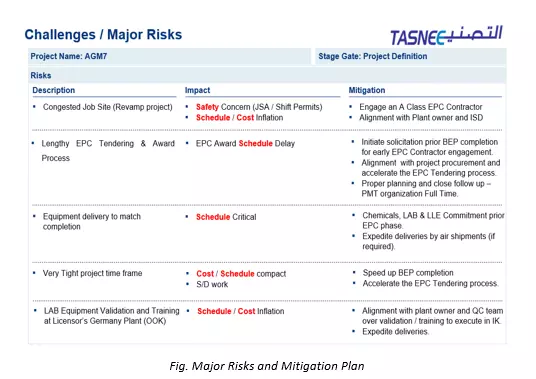 Challenges / Major Risks
TASNEE التصنيع
Project Name: AGM7
Stage Gate: Project Definition
Risks
Description
Impact
Mitigation
Congested Job Site (Revamp project)
Safety Concern (JSA / Shift Permits)
Schedule / Cost Inflation
Engage an A Class EPC Contractor
Alignment with Plant owner and ISD
Lengthy EPC Tendering & Award
Process
EPC Award Schedule Delay
Initiate solicitation prior BEP completion
for early EPC Contractor engagement.
Alignment with project procurement and
accelerate the EPC Tendering process.
Proper planning and close follow up –
PMT organization Full Time.
Equipment delivery to match
completion
Schedule Critical
Chemicals, LAB & LLE Commitment prior
EPC phase.
Expedite deliveries by air shipments (if
required).
Very Tight project time frame
Cost / Schedule compact
S/D work
Speed up BEP completion
Accelerate the EPC Tendering process.
LAB Equipment Validation and Training
at Licensor's Germany Plant (OOK)
Schedule / Cost Inflation
Alignment with plant owner and QC team
over validation / training to execute in IK.
Expedite deliveries.
Fig. Major Risks and Mitigation Plan